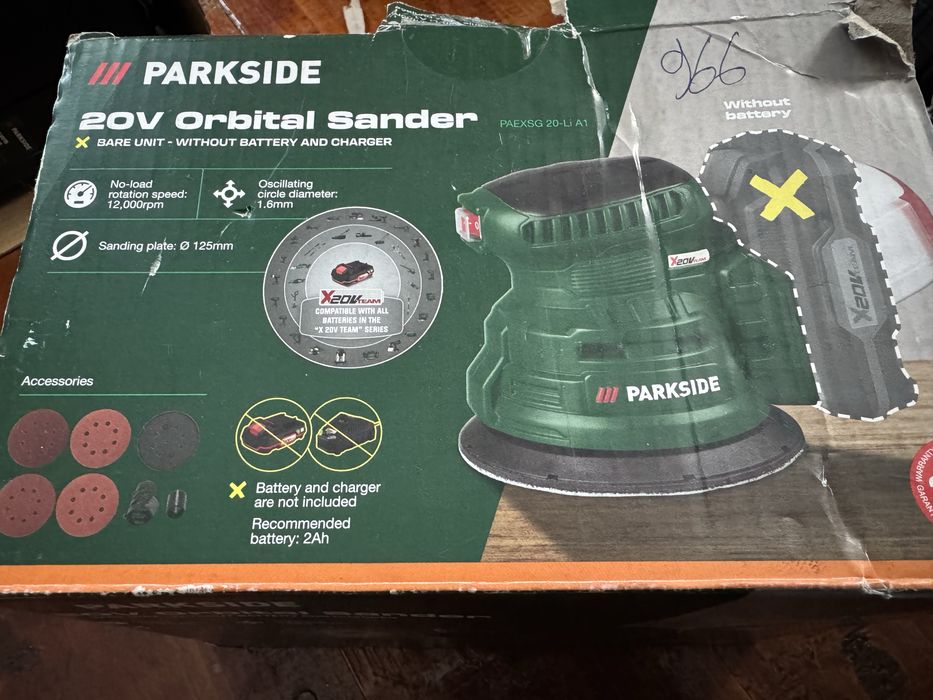 PARKSIDE
20V Orbital Sander
PAEXSG 20-Li A1
BARE UNIT - WITHOUT BATTERY AND CHARGER
966
Without
battery
No-load
rotation speed:
12,000rpm
Oscillating
circle diameter:
1.6mm
Sanding plate: Ø 125mm
X20V TEAM
COMPATIBLE WITH ALL
BATTERIES IN THE
"X 20V TEAM" SERIES
X20V TEAM
X20V TEAM
PARKSIDE
Accessories
Battery and charger
are not included
Recommended
battery: 2Ah
WARRANT
GARAN
PARKSIDE